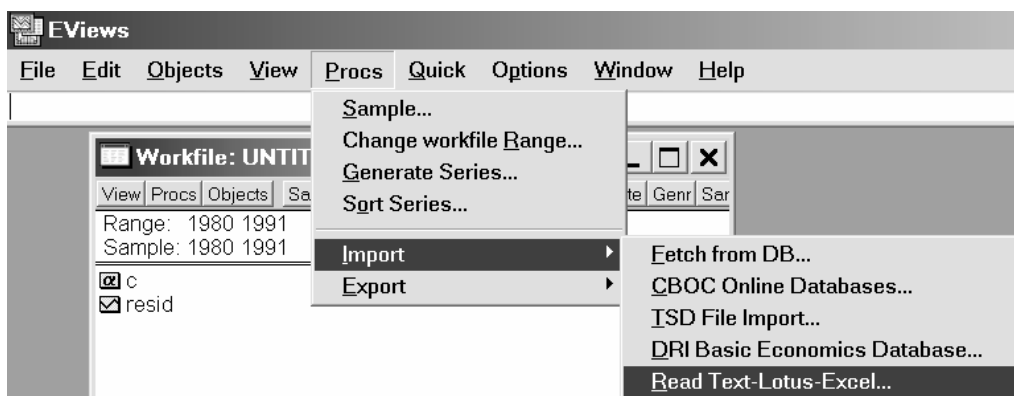 EViews
File Edit Objects View Procs Quick Options Window Help
Sample...
Change workfile Range...
Generate Series...
Sort Series...
Import
Export
Workfile: UNTIT
View Procs Objects Sa
te Genr Sar
Range: 1980 1991
Sample: 1980 1991
c
resid
Fetch from DB...
CBOC Online Databases...
TSD File Import...
DRI Basic Economics Database...
Read Text-Lotus-Excel...